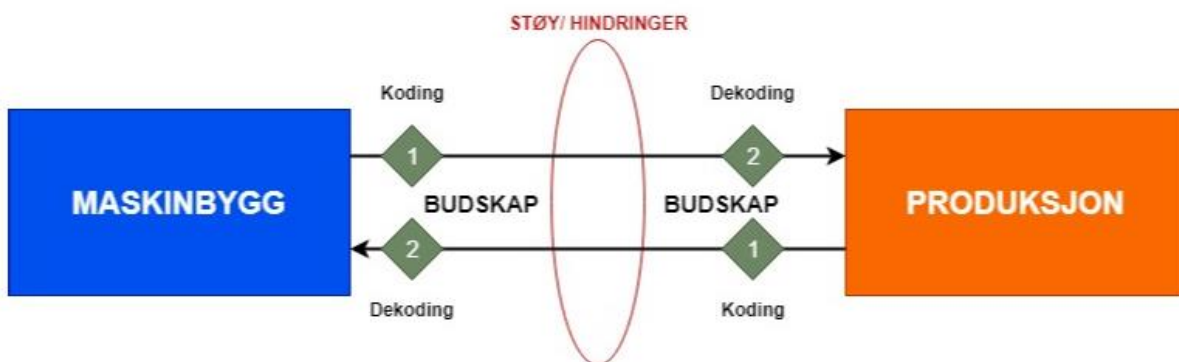 STØY/ HINDRINGER
Koding
Dekoding
1
2
MASKINBYGG
BUDSKAP
BUDSKAP
PRODUKSJON
2
1
Dekoding
Koding